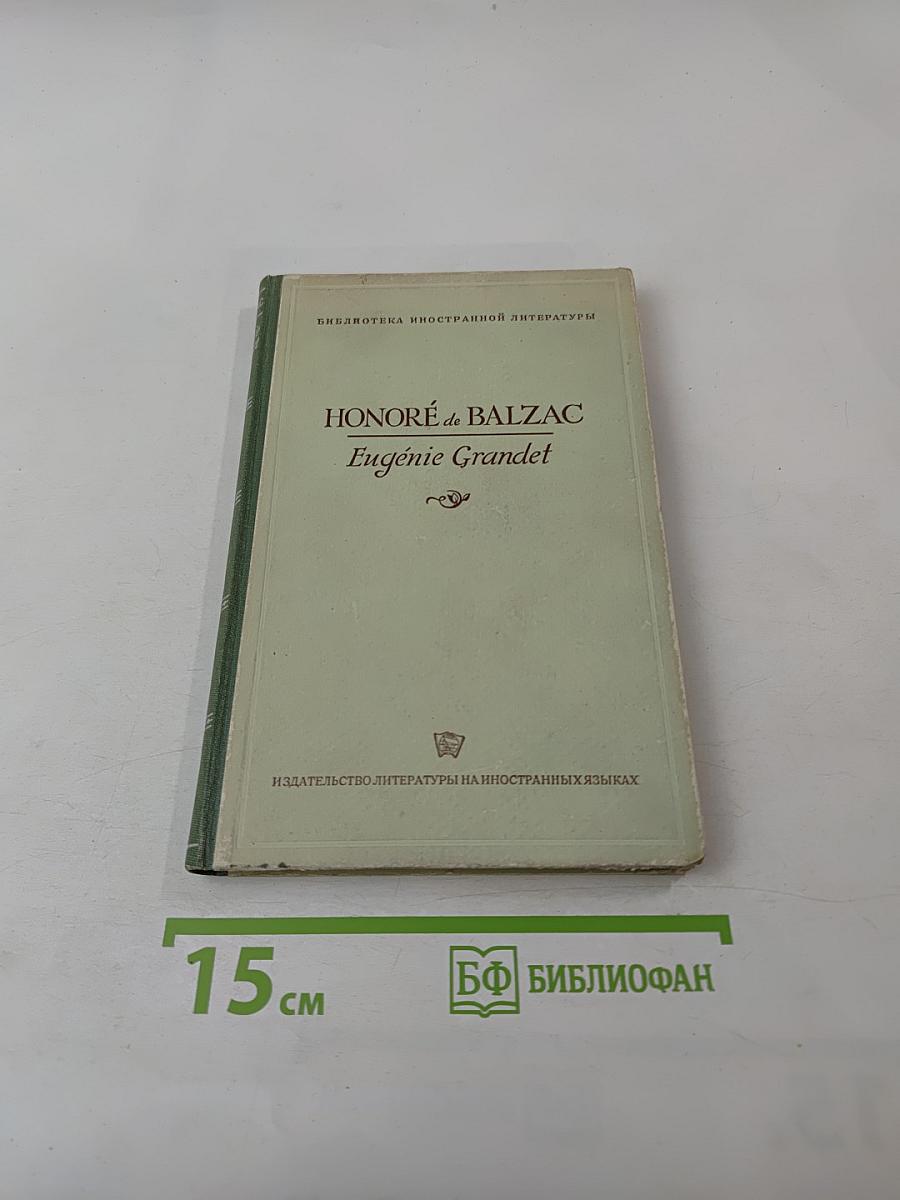 БИБЛИОТЕКА ИНОСТРАННОЙ ЛИТЕРАТУРЫ
HONORÉ de BALZAC
Eugénie Grandet
ИЗДАТЕЛЬСТВО ЛИТЕРАТУРЫ НА ИНОСТРАННЫХ ЯЗЫКАХ
15 см
БФ БИБЛИОФАН